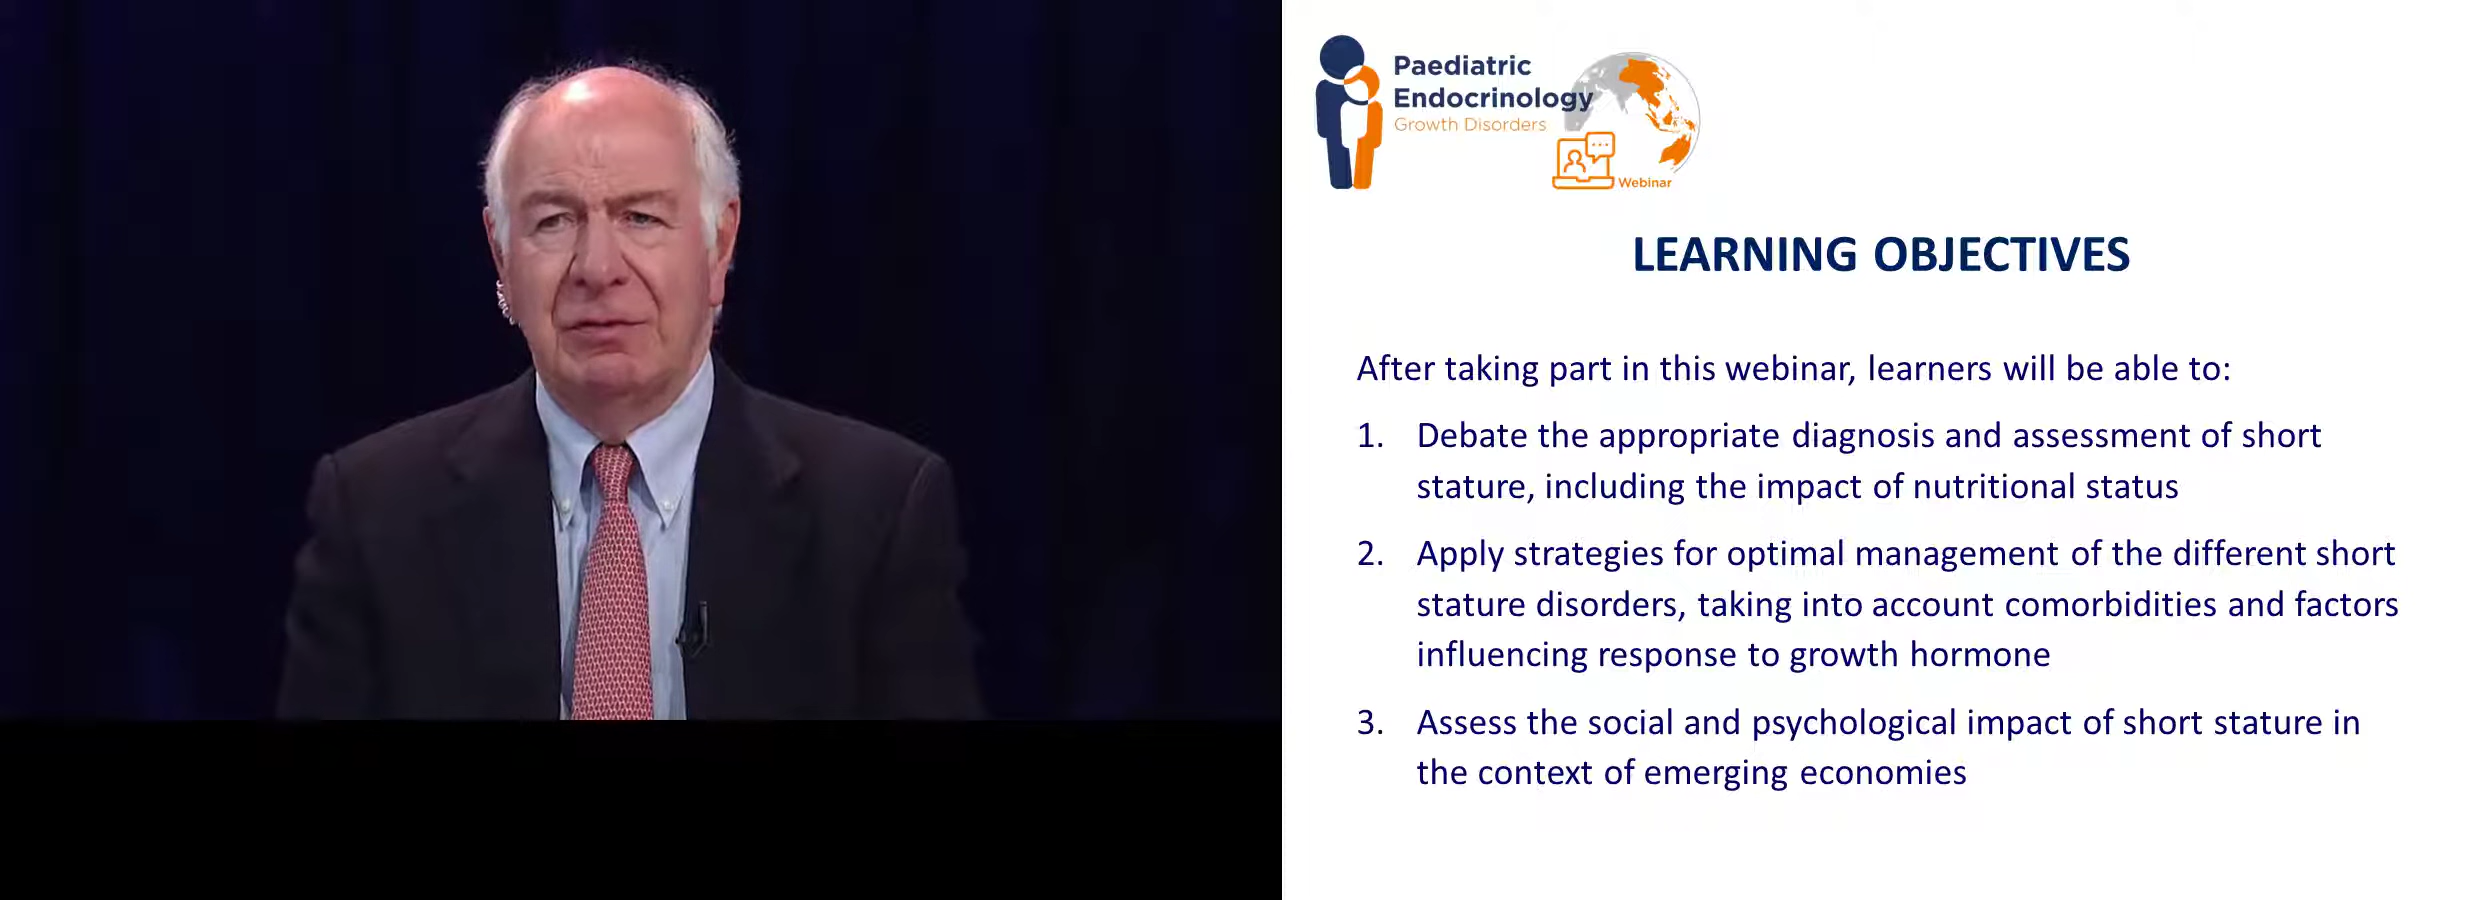 Paediatric
Endocrinology
Growth Disorders
Webinar
LEARNING OBJECTIVES
After taking part in this webinar, learners will be able to:
1. Debate the appropriate diagnosis and assessment of short
stature, including the impact of nutritional status
2. Apply strategies for optimal management of the different short
stature disorders, taking into account comorbidities and factors
influencing response to growth hormone
3. Assess the social and psychological impact of short stature in
the context of emerging economies